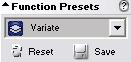 Function Presets ?
Variate
Reset Save